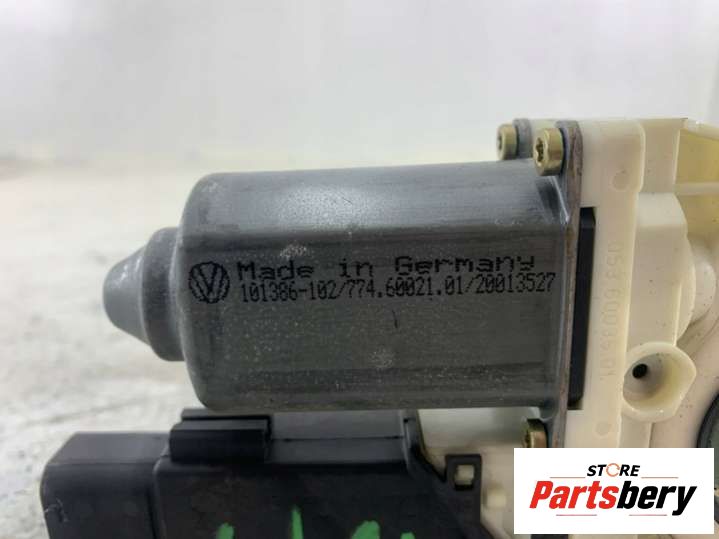 Made in Germany
101386-102/774.60021.01/20013527
STORE
Partsbery